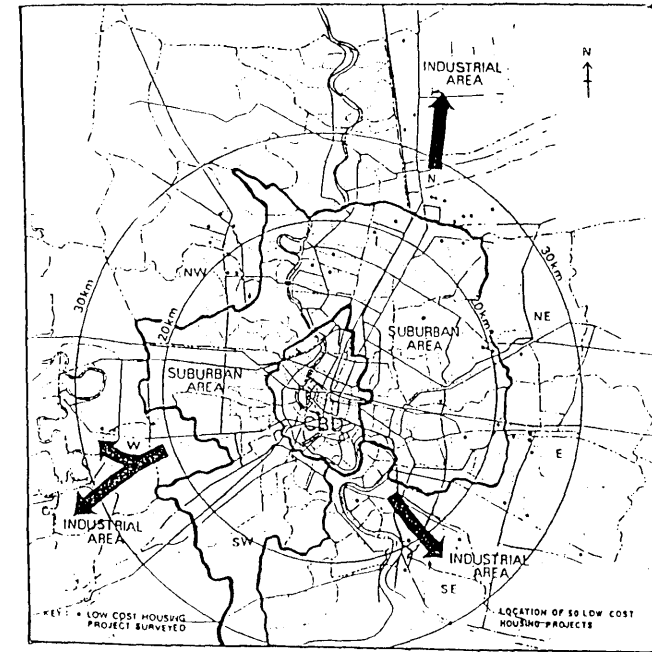 INDUSTRIAL
AREA
N
N
30km
30km
NW
20km
20km
NE
SUBURBAN
AREA
SUBURBAN
AREA
CBD
W
E
INDUSTRIAL
AREA
SW
INDUSTRIAL
AREA
SE
KEY: • LOW COST HOUSING
PROJECT SURVEYED
LOCATION OF 50 LOW COST
HOUSING PROJECTS